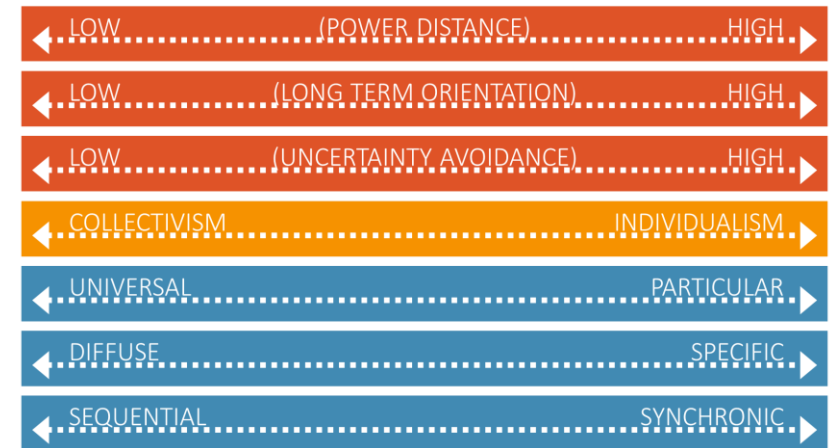 LOW (POWER DISTANCE) HIGH
LOW (LONG TERM ORIENTATION) HIGH
LOW (UNCERTAINTY AVOIDANCE) HIGH
COLLECTIVISM INDIVIDUALISM
UNIVERSAL PARTICULAR
DIFFUSE SPECIFIC
SEQUENTIAL SYNCHRONIC